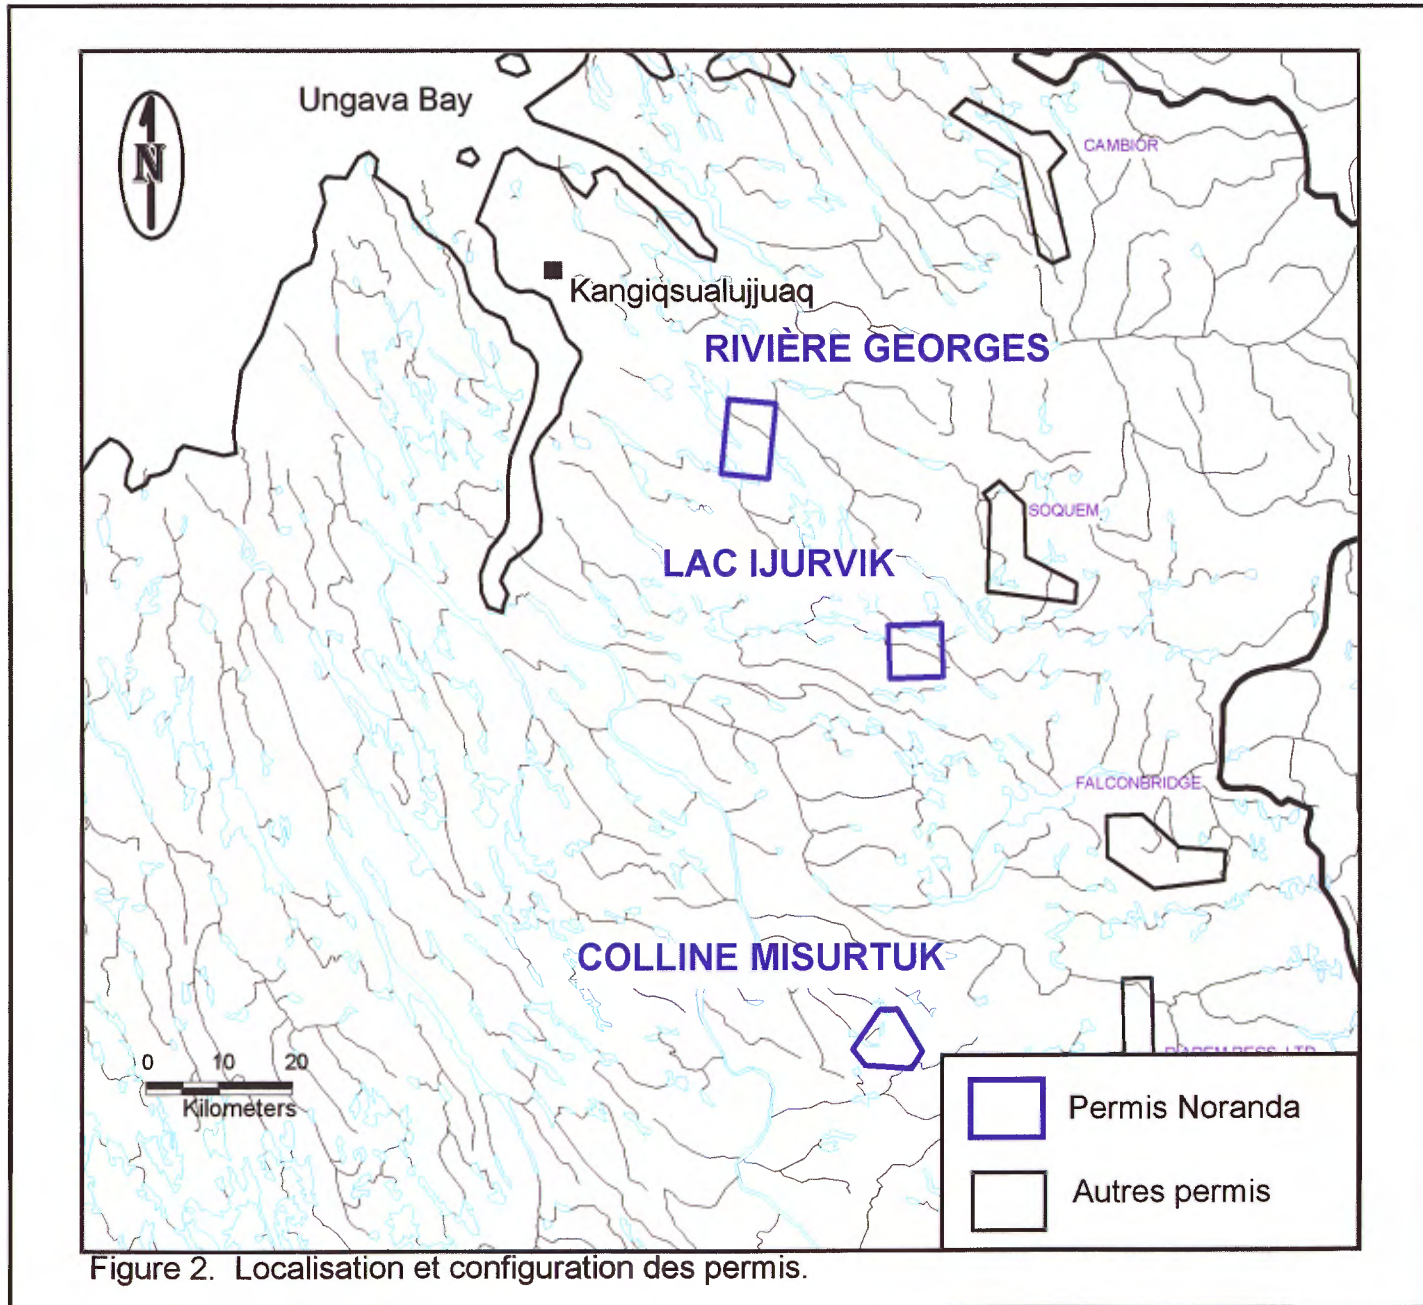 Ungava Bay
N
CAMBIOR
Kangiqsualujjuaq
RIVIÈRE GEORGES
SOQUEM
LAC IJURVIK
FALCONBRIDGE
COLLINE MISURTUK
0 10 20
Kilometers
Permis Noranda
Autres permis
Figure 2. Localisation et configuration des permis.